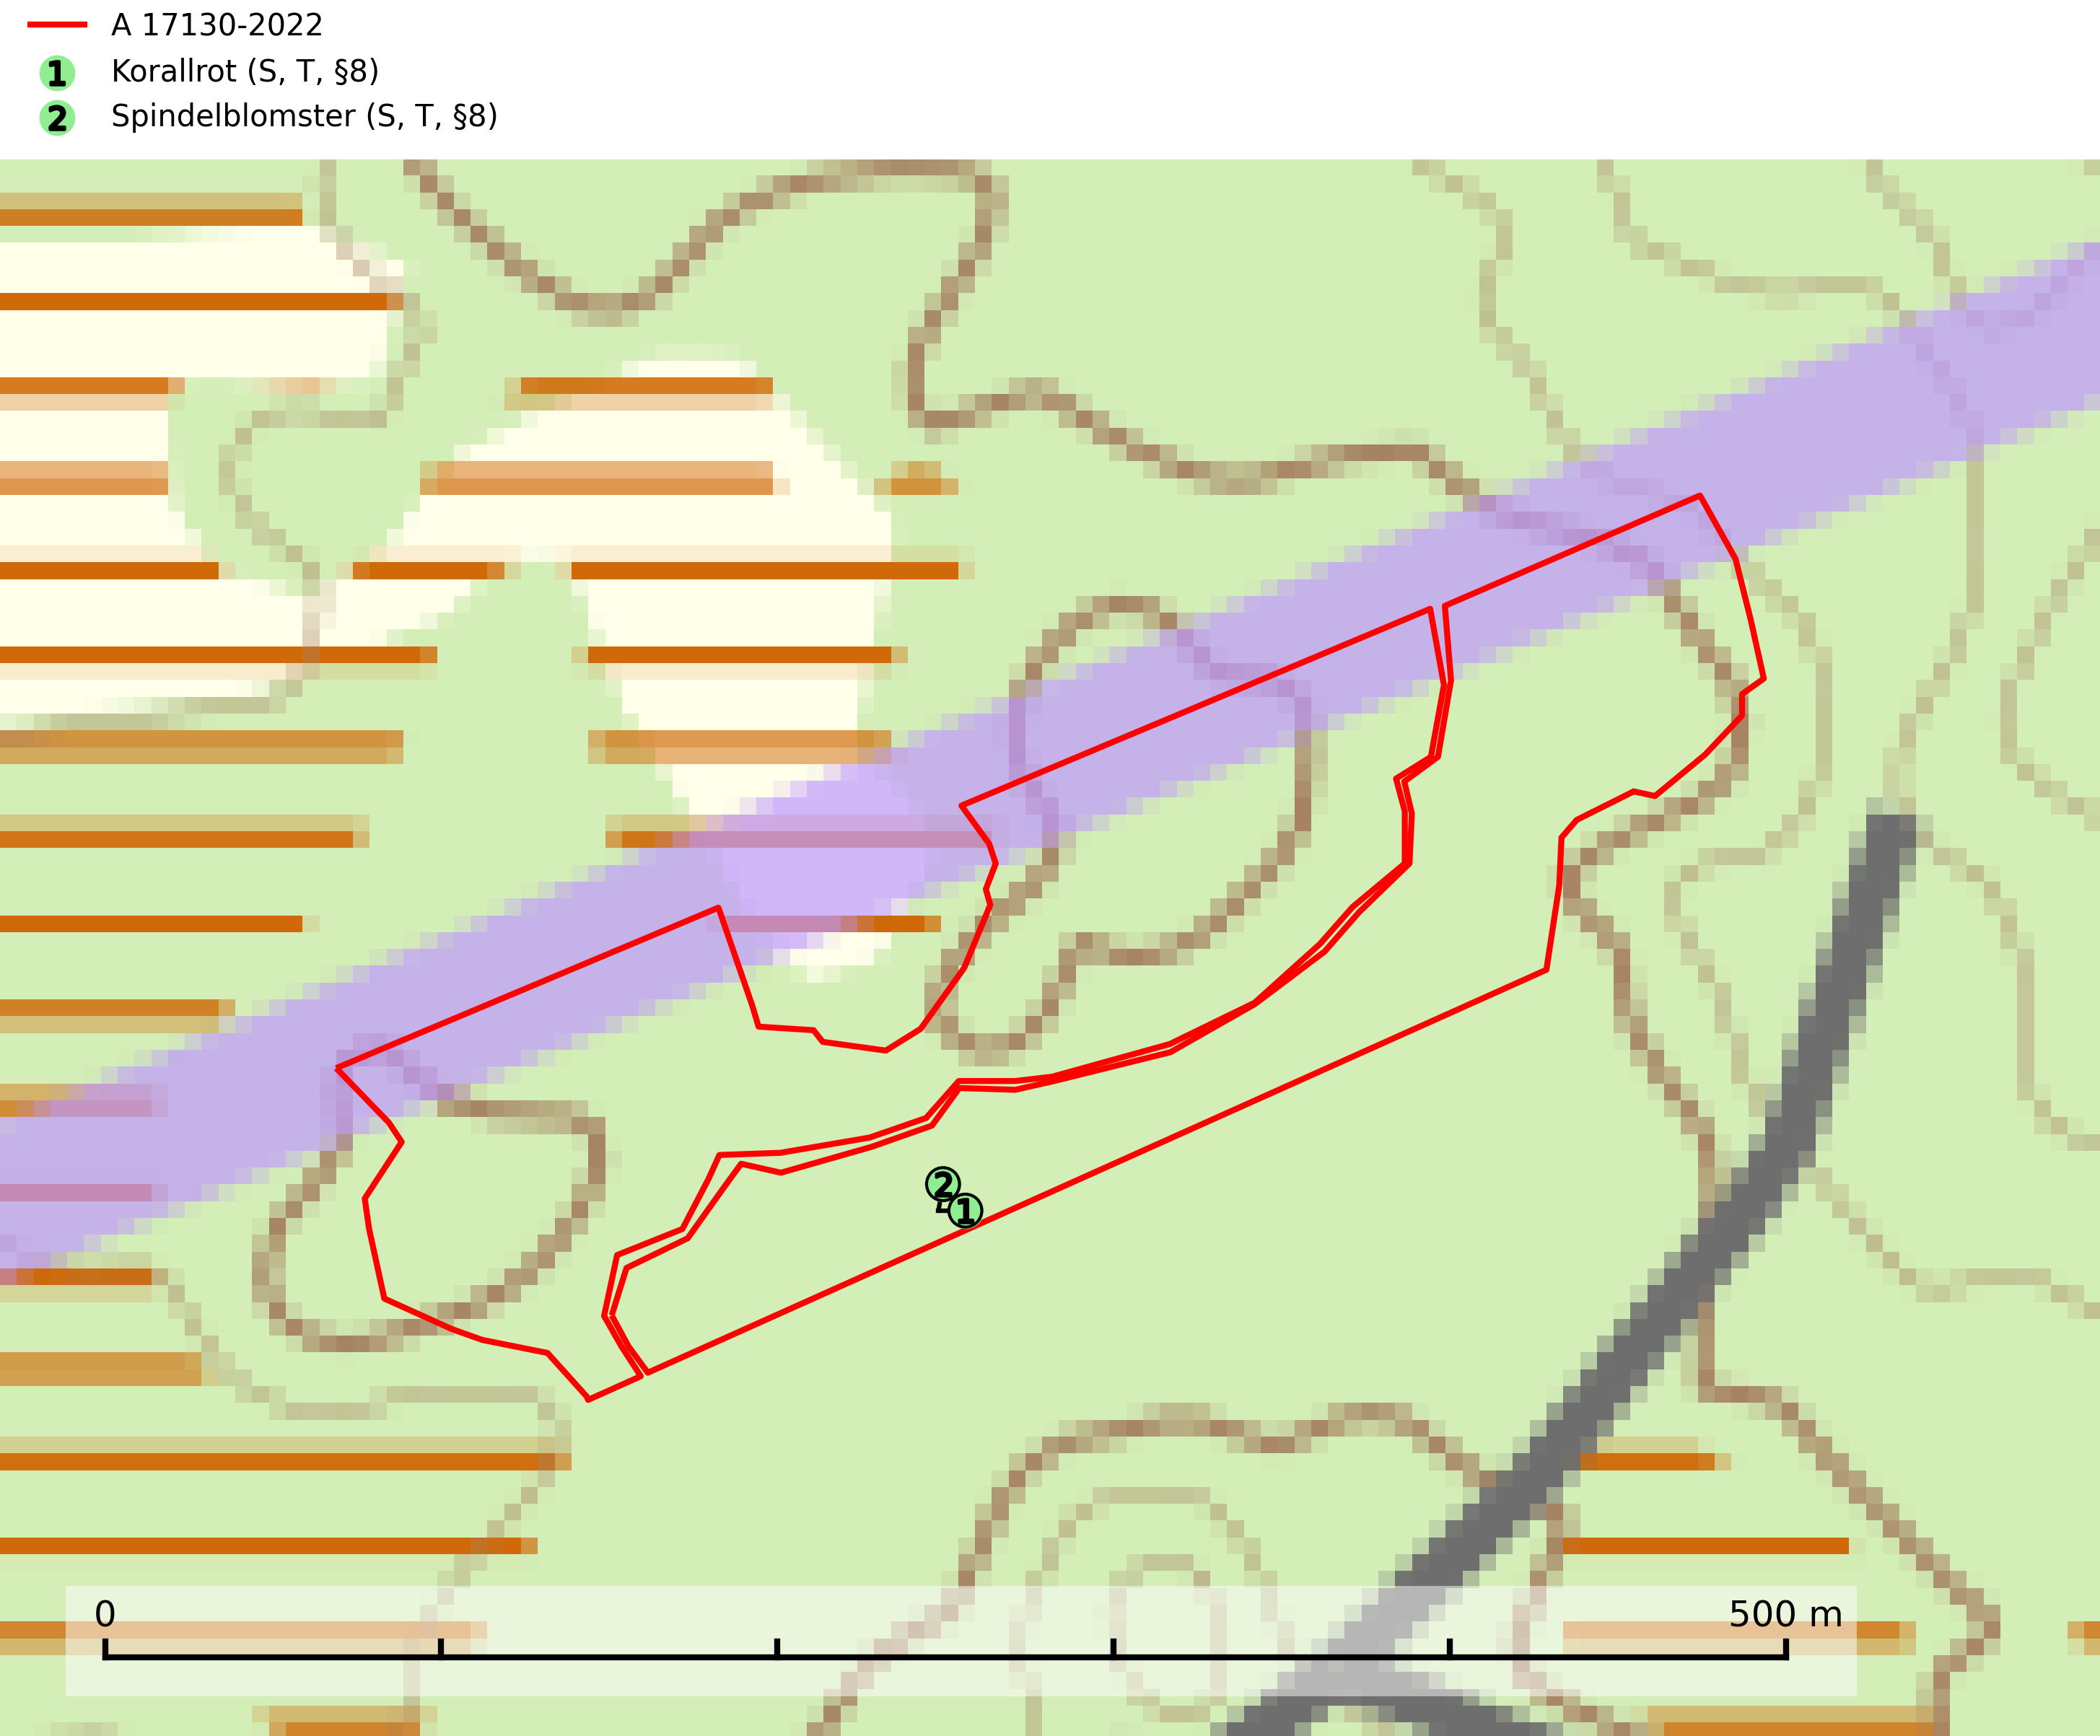 A 17130-2022
1 Korallrot (S, T, §8)
2 Spindelblomster (S, T, §8)
2
1
0 500 m